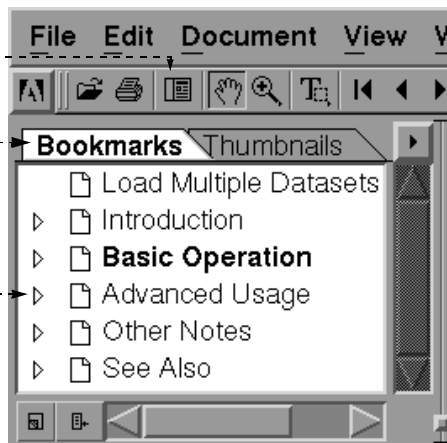 File Edit Document View
Bookmarks Thumbnails
Load Multiple Datasets
Introduction
Basic Operation
Advanced Usage
Other Notes
See Also